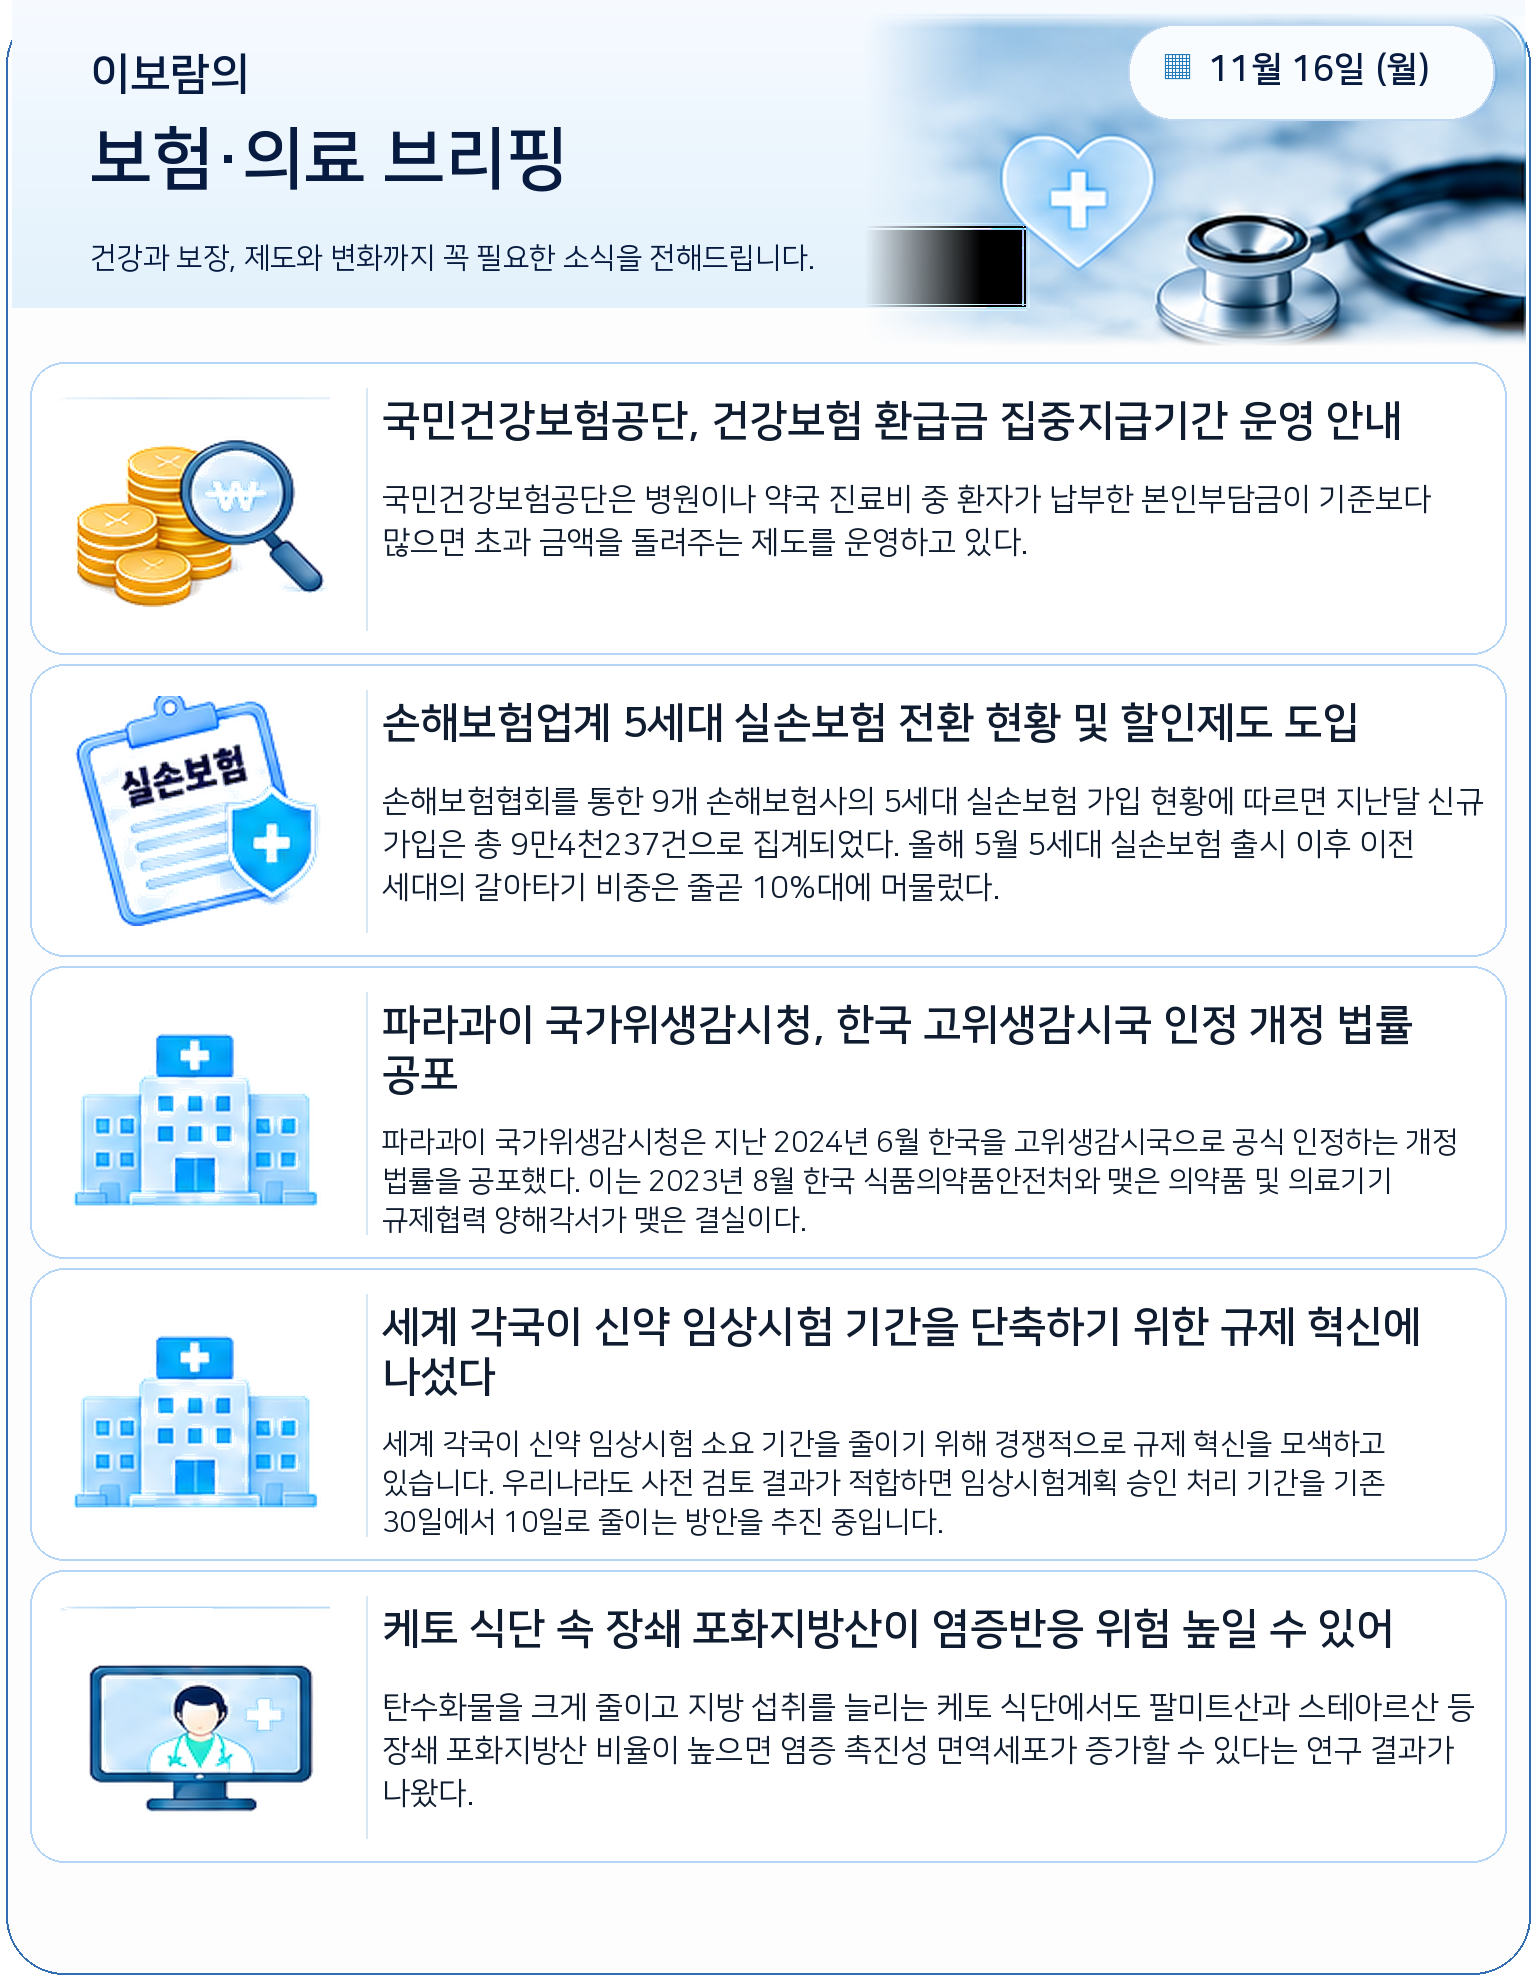 이보람의
11월 16일 (월)
보험·의료 브리핑
건강과 보장, 제도와 변화까지 꼭 필요한 소식을 전해드립니다.
국민건강보험공단, 건강보험 환급금 집중지급기간 운영 안내
국민건강보험공단은 병원이나 약국 진료비 중 환자가 납부한 본인부담금이 기준보다
많으면 초과 금액을 돌려주는 제도를 운영하고 있다.
실손보험
손해보험업계 5세대 실손보험 전환 현황 및 할인제도 도입
손해보험협회를 통한 9개 손해보험사의 5세대 실손보험 가입 현황에 따르면 지난달 신규
가입은 총 9만4천237건으로 집계되었다. 올해 5월 5세대 실손보험 출시 이후 이전
세대의 갈아타기 비중은 줄곧 10%대에 머물렀다.
파라과이 국가위생감시청, 한국 고위생감시국 인정 개정 법률
공포
파라과이 국가위생감시청은 지난 2024년 6월 한국을 고위생감시국으로 공식 인정하는 개정
법률을 공포했다. 이는 2023년 8월 한국 식품의약품안전처와 맺은 의약품 및 의료기기
규제협력 양해각서가 맺은 결실이다.
세계 각국이 신약 임상시험 기간을 단축하기 위한 규제 혁신에
나섰다
세계 각국이 신약 임상시험 소요 기간을 줄이기 위해 경쟁적으로 규제 혁신을 모색하고
있습니다. 우리나라도 사전 검토 결과가 적합하면 임상시험계획 승인 처리 기간을 기존
30일에서 10일로 줄이는 방안을 추진 중입니다.
케토 식단 속 장쇄 포화지방산이 염증반응 위험 높일 수 있어
탄수화물을 크게 줄이고 지방 섭취를 늘리는 케토 식단에서도 팔미트산과 스테아르산 등
장쇄 포화지방산 비율이 높으면 염증 촉진성 면역세포가 증가할 수 있다는 연구 결과가
나왔다.